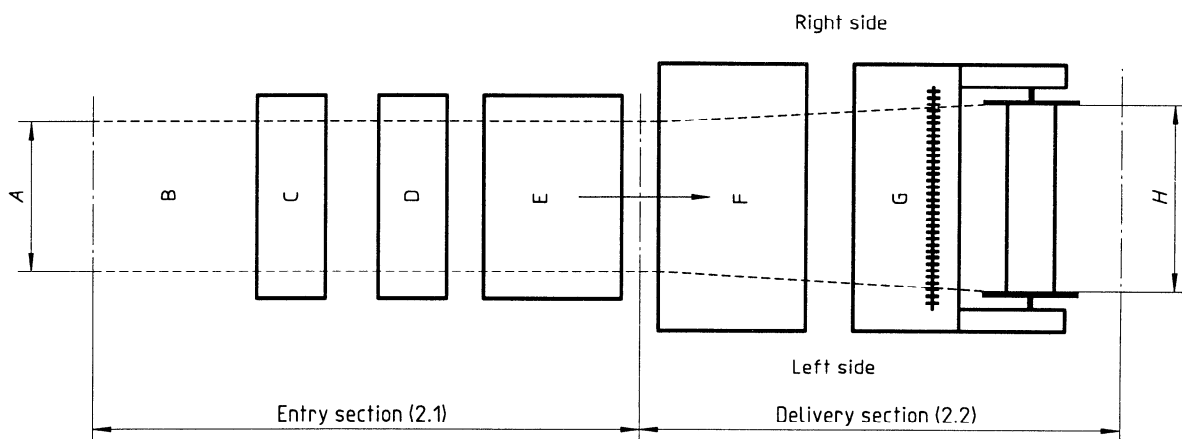 Right side
A
B
C
D
E
F
G
H
Left side
Entry section (2.1)
Delivery section (2.2)